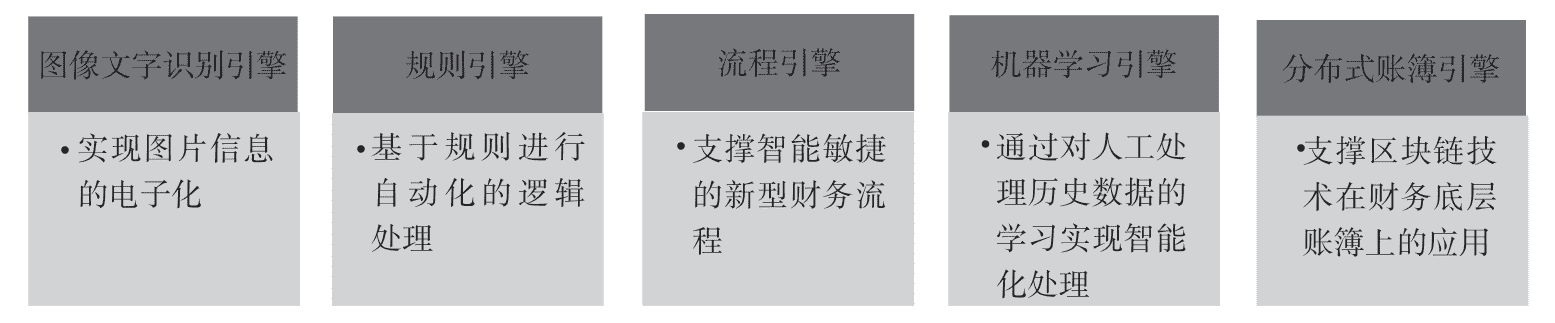 图像文字识别引擎
•实现图片信息
的电子化
规则引擎
•基于规则进行
自动化的逻辑
处理
流程引擎
•支撑智能敏捷
的新型财务流
程
机器学习引擎
•通过对人工处
理历史数据的
学习实现智能
化处理
分布式账簿引擎
•支撑区块链技
术在财务底层
账簿上的应用